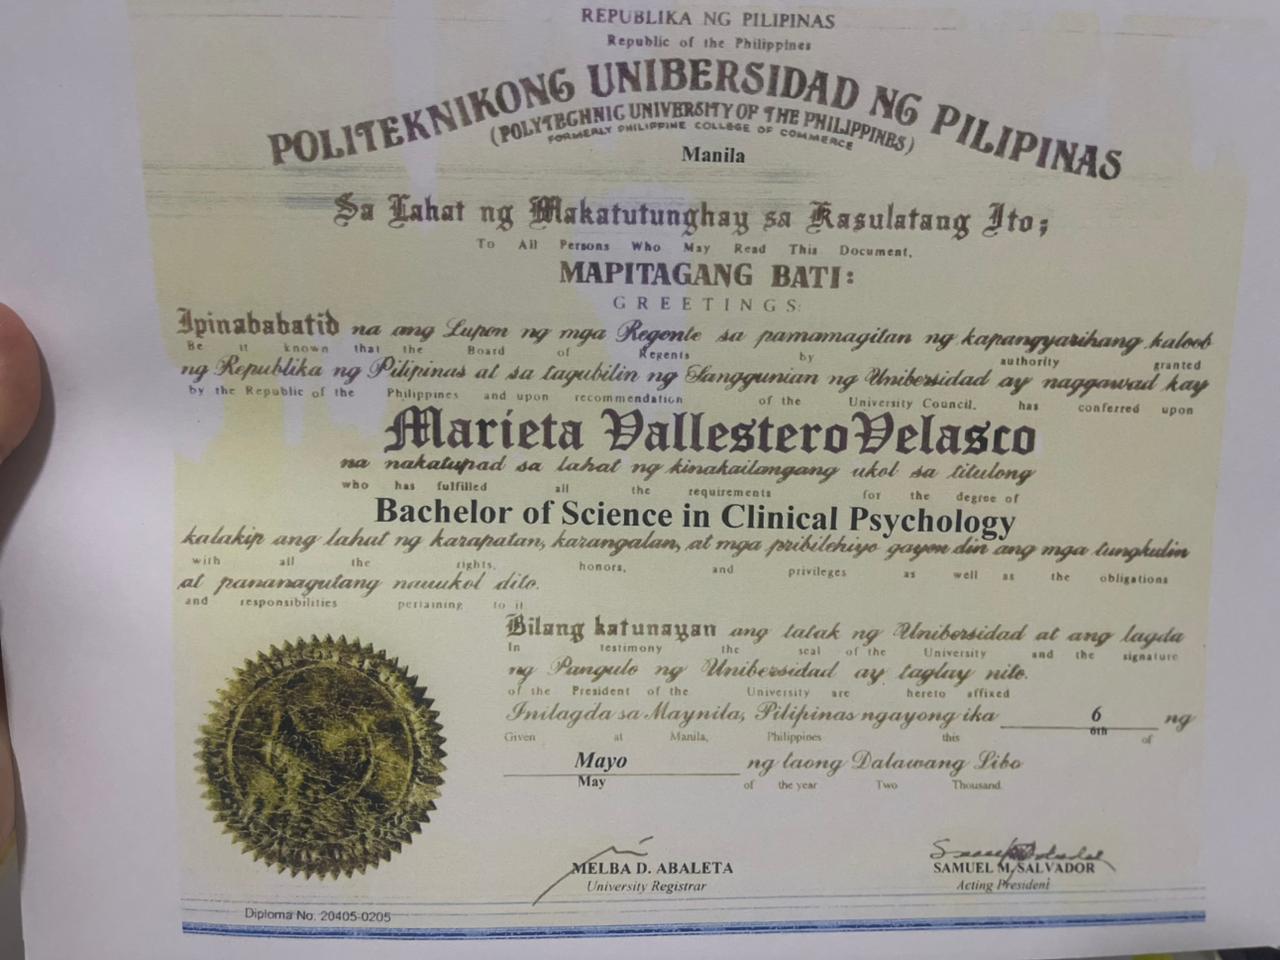 REPUBLIKA NG PILIPINAS
Republic of the Philippines
POLITEKNIKONG UNIBERSIDAD NG PILIPINAS
(POLYTECHNIC UNIVERSITY OF THE PHILIPPINES)
FORMERLY PHILIPPINE COLLEGE OF COMMERCE
Manila
Sa Lahat ng Makatutunghay sa Kasulatang Ito;
To All Persons Who May Read This Document,
MAPITAGANG BATI:
GREETINGS:
Ipinababatid na ang Lupon ng mga Regente sa pamamagitan ng kapangyarihang kaloob
Be it known that the Board of Regents by authority granted
ng Republika ng Pilipinas at sa tagubilin ng Sanggunian ng Unibersidad ay naggawad kay
by the Republic of the Philippines and upon recommendation of the University Council. has conferred upon
Marieta Vallestero Velasco
na nakatupad sa lahat ng kinakailangang ukol sa titulong
who has fulfilled all the requirements for the degree of
Bachelor of Science in Clinical Psychology
kalakip ang lahat ng karapatan, karangalan, at mga pribilehiyo gayon din ang mga tungkulin
with all the rights, honors, and privileges as well as the obligations
at pananagutang nauukol dito.
and responsibilities pertaining to it
Bilang katunayan ang tatak ng Unibersidad at ang lagda
In testimony the seal of the University and the signature
ng Pangulo ng Unibersidad ay taglay nito.
of the President of the University are hereto affixed
Inilagda sa Maynila, Pilipinas ngayong ika 6 ng
Given at Manila, Philippines this 6th of
Mayo ng taong Dalawang Libo
May of the year Two Thousand.
MELBA D. ABALETA
University Registrar
SAMUEL M. SALVADOR
Acting President
Diploma No. 20405-0205